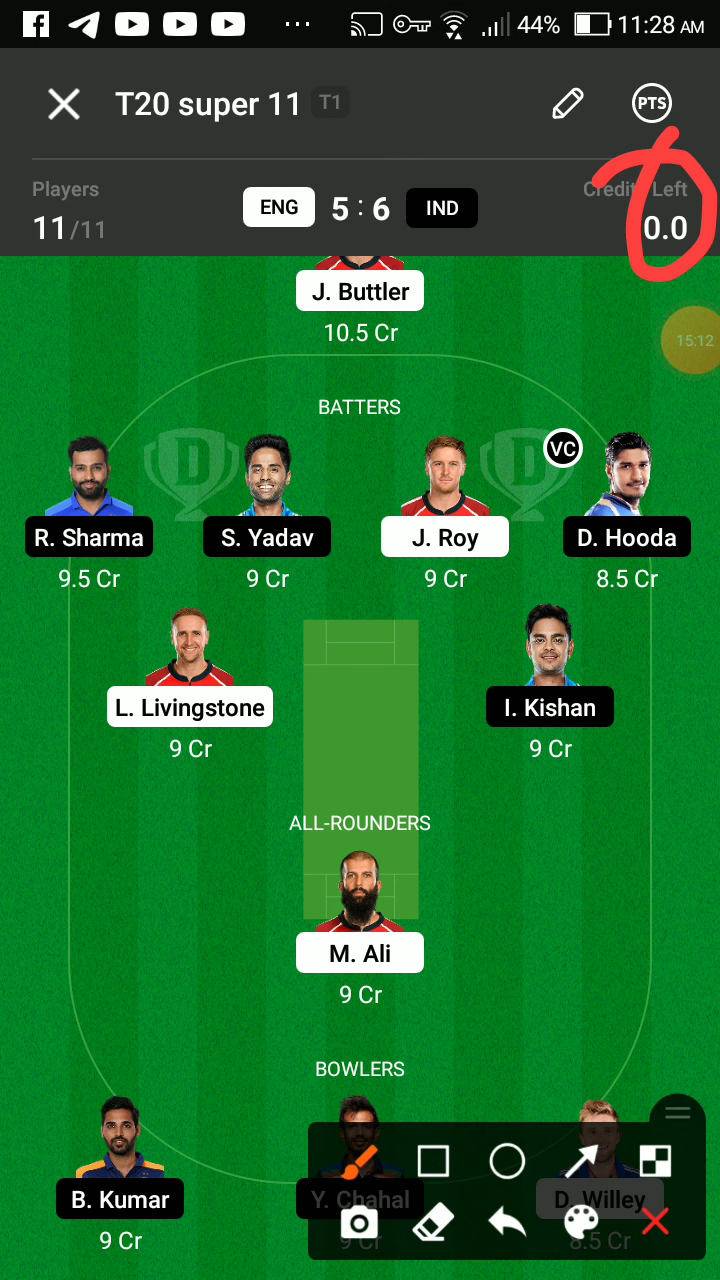 44% 11:28 AM
T20 super 11 T1 PTS
Players Credits Left
11/11 ENG 5 : 6 IND 0.0
J. Buttler
10.5 Cr
15:12
BATTERS
VC
R. Sharma S. Yadav J. Roy D. Hooda
9.5 Cr 9 Cr 9 Cr 8.5 Cr
L. Livingstone I. Kishan
9 Cr 9 Cr
ALL-ROUNDERS
M. Ali
9 Cr
BOWLERS
B. Kumar Y. Chahal D. Willey
9 Cr 9 Cr 8.5 Cr